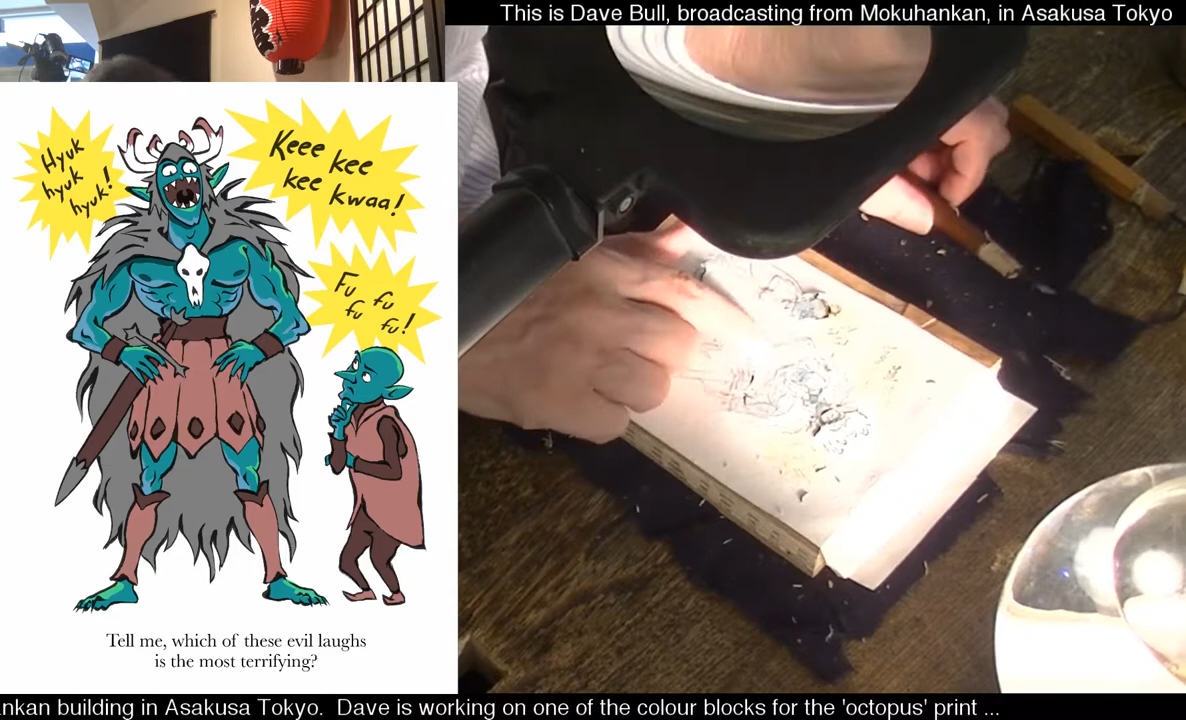 This is Dave Bull, broadcasting from Mokuhankan, in Asakusa Tokyo
Hyuk
hyuk
hyuk!
Keee kee
kee kwaa!
Fu fu
fu fu!
Tell me, which of these evil laughs
is the most terrifying?
nkan building in Asakusa Tokyo. Dave is working on one of the colour blocks for the 'octopus' print ...